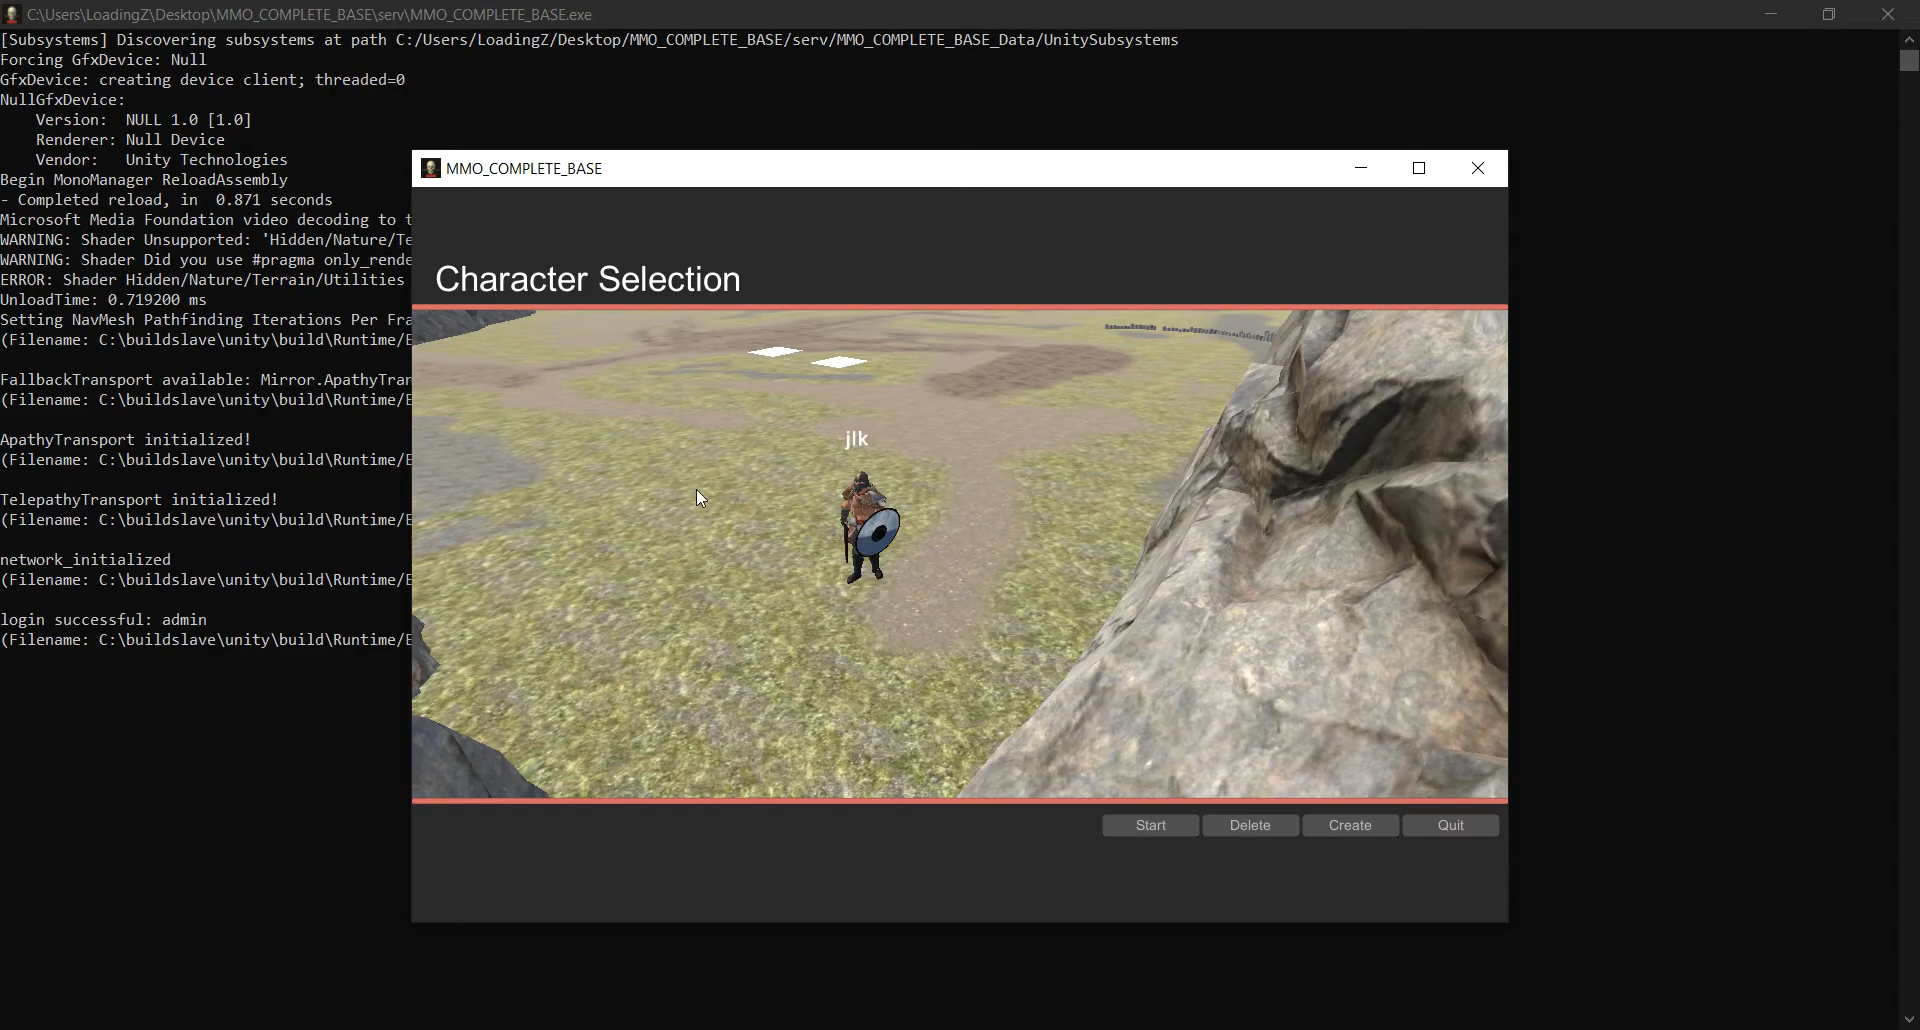 C:\Users\LoadingZ\Desktop\MMO_COMPLETE_BASE\serv\MMO_COMPLETE_BASE.exe
[Subsystems] Discovering subsystems at path C:/Users/LoadingZ/Desktop/MMO_COMPLETE_BASE/serv/MMO_COMPLETE_BASE_Data/UnitySubsystems
Forcing GfxDevice: Null
GfxDevice: creating device client; threaded=0
NullGfxDevice:
    Version:  NULL 1.0 [1.0]
    Renderer: Null Device
    Vendor:   Unity Technologies
Begin MonoManager ReloadAssembly
- Completed reload, in  0.871 seconds
Microsoft Media Foundation video decoding to t
WARNING: Shader Unsupported: 'Hidden/Nature/Te
WARNING: Shader Did you use #pragma only_rende
ERROR: Shader Hidden/Nature/Terrain/Utilities
UnloadTime: 0.719200 ms
Setting NavMesh Pathfinding Iterations Per Fra
(Filename: C:\buildslave\unity\build\Runtime/E
FallbackTransport available: Mirror.ApathyTran
(Filename: C:\buildslave\unity\build\Runtime/E
ApathyTransport initialized!
(Filename: C:\buildslave\unity\build\Runtime/E
TelepathyTransport initialized!
(Filename: C:\buildslave\unity\build\Runtime/E
network_initialized
(Filename: C:\buildslave\unity\build\Runtime/E
login successful: admin
(Filename: C:\buildslave\unity\build\Runtime/E
MMO_COMPLETE_BASE
Character Selection
jlk
Start Delete Create Quit